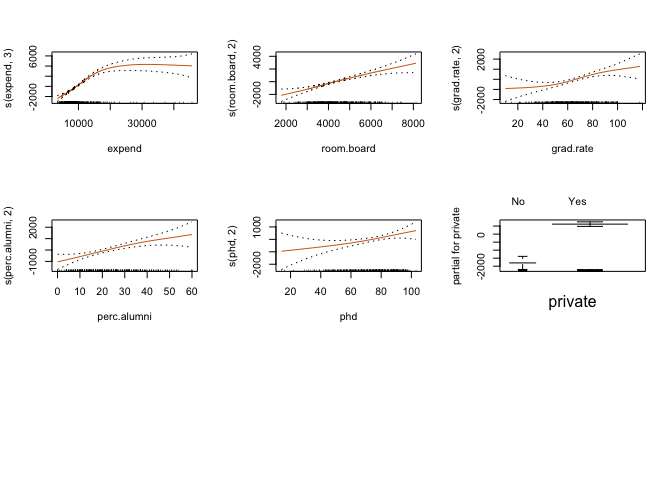 s(expend, 3)
-2000
6000
10000
30000
expend
s(room.board, 2)
-2000
4000
2000
4000
6000
8000
room.board
s(grad.rate, 2)
-2000
2000
20
40
60
80
100
grad.rate
s(perc.alumni, 2)
-1000
2000
0
10
20
30
40
50
60
perc.alumni
s(phd, 2)
-2000
1000
20
40
60
80
100
phd
No
Yes
partial for private
-2000
0
private